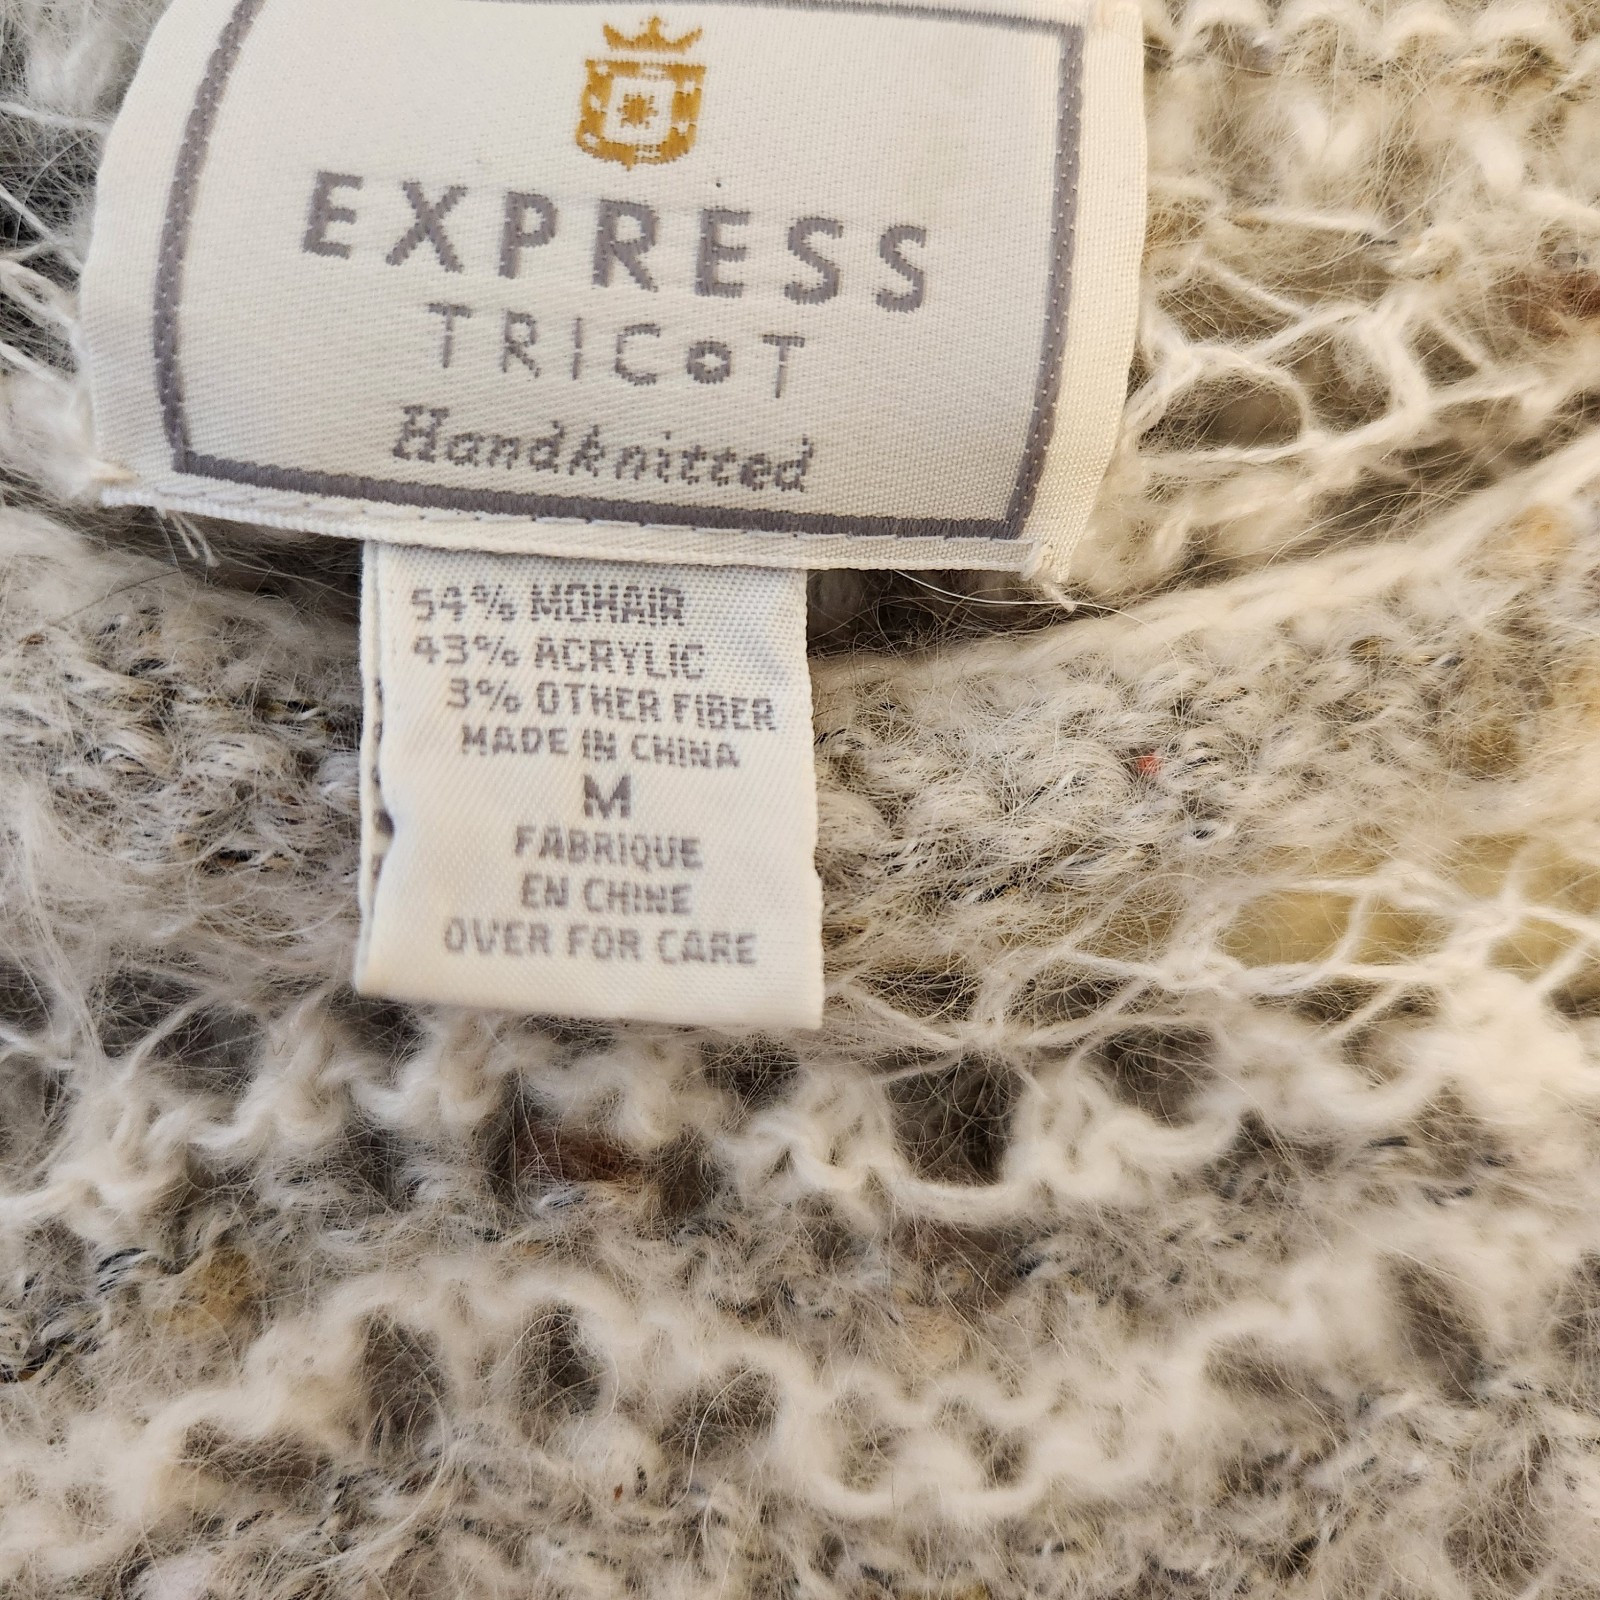 EXPRESS
TRICOT
Handknitted
54% MOHAIR
43% ACRYLIC
3% OTHER FIBER
MADE IN CHINA
M
FABRIQUE
EN CHINE
OVER FOR CARE